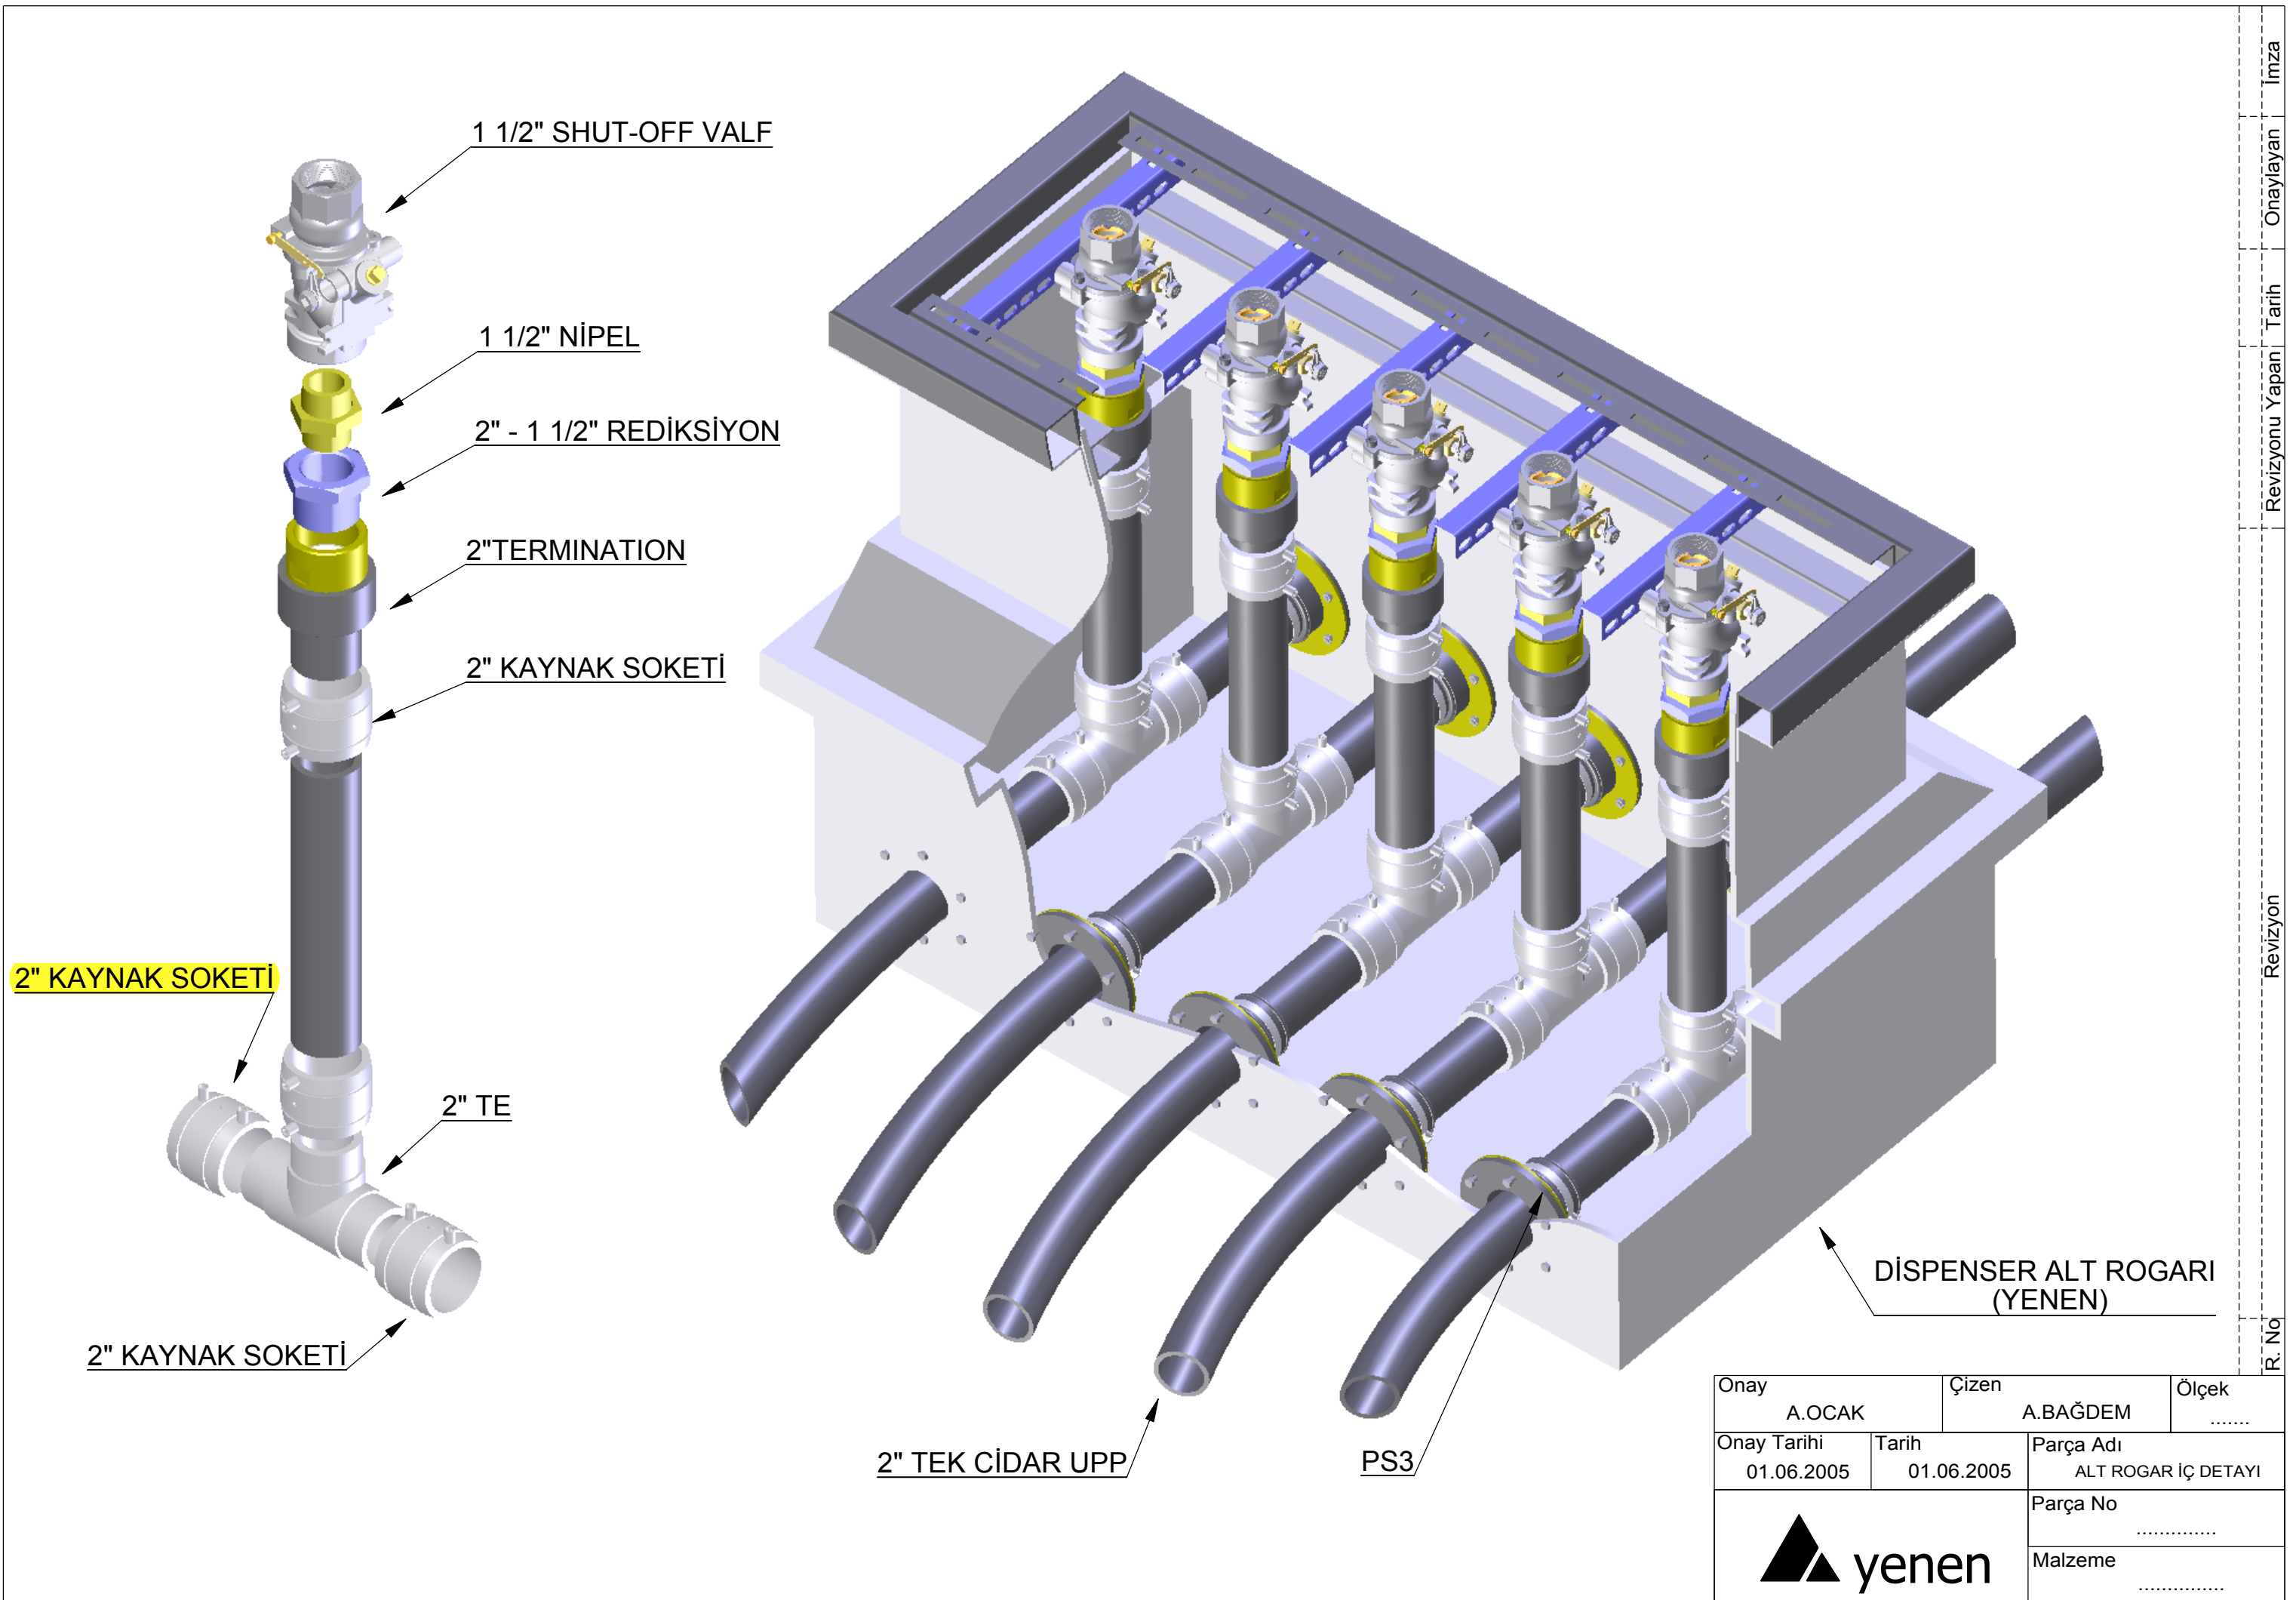 1 1/2" SHUT-OFF VALF
1 1/2" NİPEL
2" - 1 1/2" REDİKSİYON
2"TERMINATION
2" KAYNAK SOKETİ
2" KAYNAK SOKETİ
2" TE
2" KAYNAK SOKETİ
2" TEK CİDAR UPP
PS3
DİSPENSER ALT ROGARI
(YENEN)
İmza
Onaylayan
Tarih
Revizyonu Yapan
Revizyon
R. No
Onay
A.OCAK
Çizen
A.BAĞDEM
Ölçek
.......
Onay Tarihi
01.06.2005
Tarih
01.06.2005
Parça Adı
ALT ROGAR İÇ DETAYI
Parça No
..............
Malzeme
...............
yenen